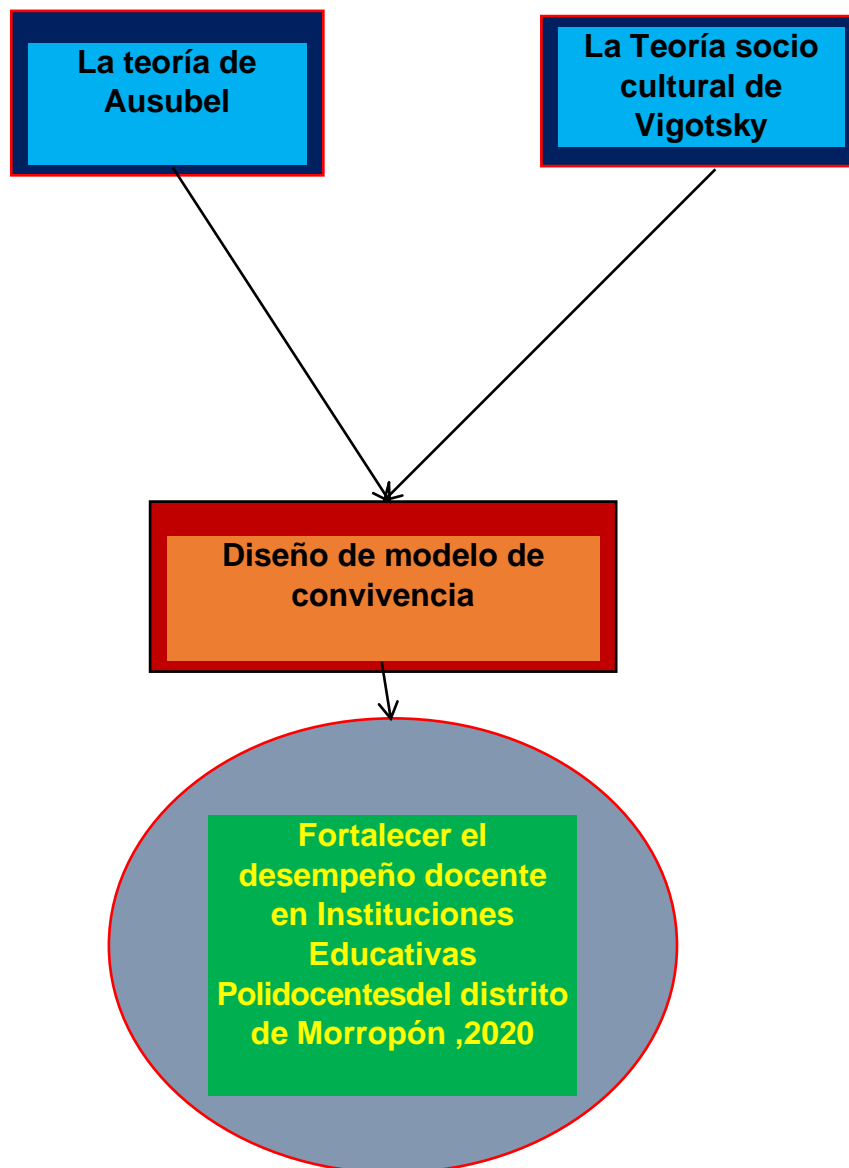 La teoría de
Ausubel
La Teoría socio
cultural de
Vigotsky
Diseño de modelo de
convivencia
Fortalecer el
desempeño docente
en Instituciones
Educativas
Polidocentesdel distrito
de Morropón ,2020